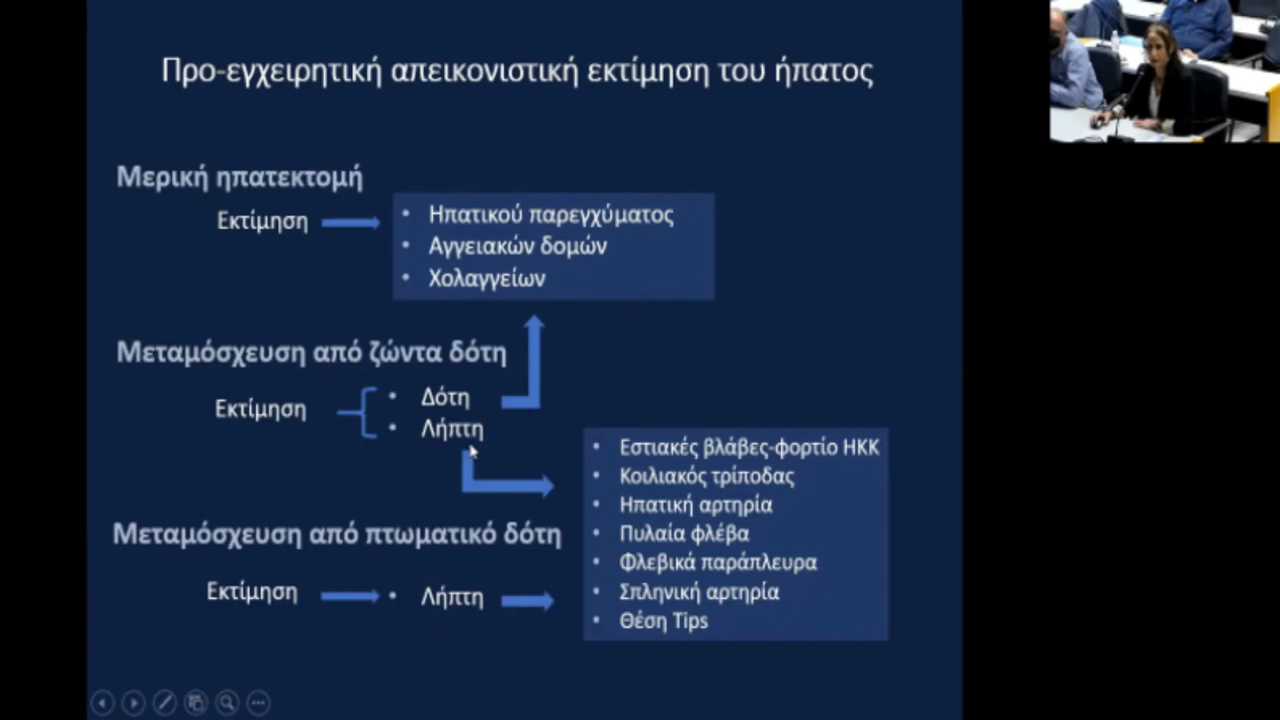 Προ-εγχειρητική απεικονιστική εκτίμηση του ήπατος
Μερική ηπατεκτομή
Εκτίμηση
• Ηπατικού παρεγχύματος
• Αγγειακών δομών
• Χολαγγείων
Μεταμόσχευση από ζώντα δότη
Εκτίμηση
• Δότη
• Λήπτη
• Εστιακές βλάβες-φορτίο ΗΚΚ
• Κοιλιακός τρίποδας
• Ηπατική αρτηρία
• Πυλαία φλέβα
• Φλεβικά παράπλευρα
• Σπληνική αρτηρία
• Θέση Tips
Μεταμόσχευση από πτωματικό δότη
Εκτίμηση
• Λήπτη